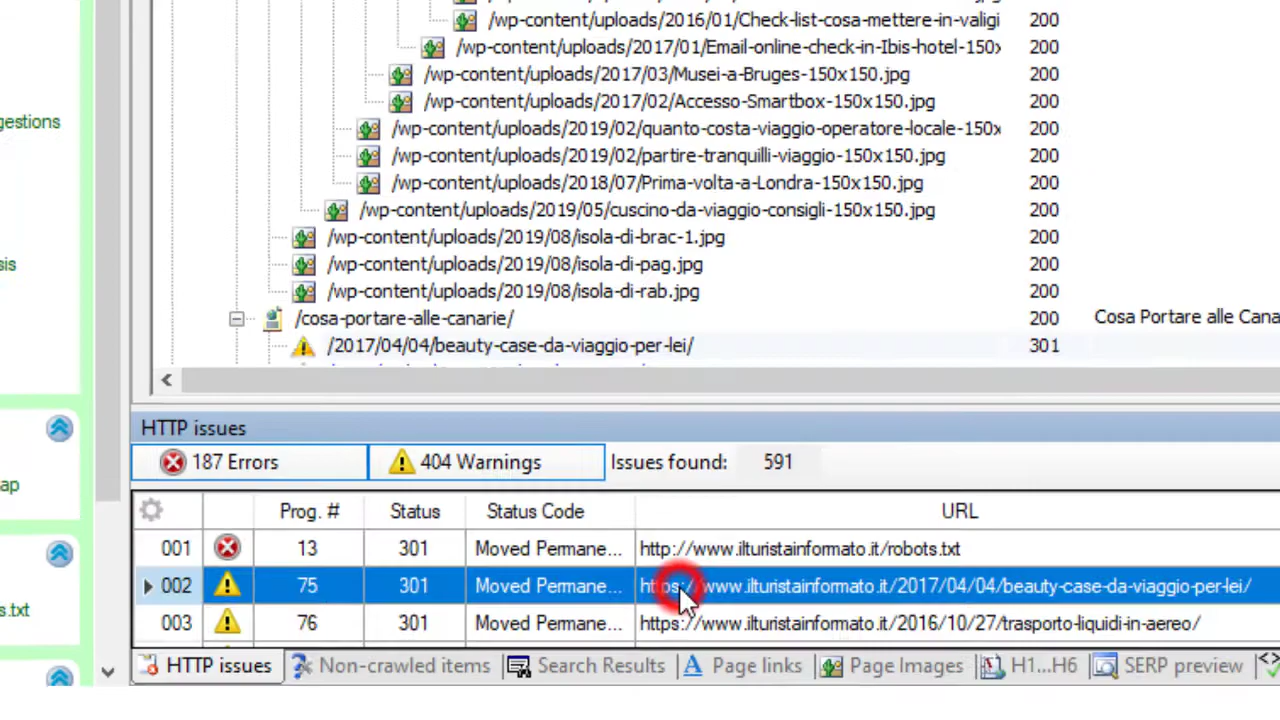 /wp-content/uploads/2016/01/Check-list-cosa-mettere-in-valigi 200
/wp-content/uploads/2017/01/Email-online-check-in-Ibis-hotel-150x 200
/wp-content/uploads/2017/03/Musei-a-Bruges-150x150.jpg 200
/wp-content/uploads/2017/02/Accesso-Smartbox-150x150.jpg 200
gestions
/wp-content/uploads/2019/02/quanto-costa-viaggio-operatore-locale-150x 200
/wp-content/uploads/2019/02/partire-tranquilli-viaggio-150x150.jpg 200
/wp-content/uploads/2018/07/Prima-volta-a-Londra-150x150.jpg 200
/wp-content/uploads/2019/05/cuscino-da-viaggio-consigli-150x150.jpg 200
/wp-content/uploads/2019/08/isola-di-brac-1.jpg 200
sis
/wp-content/uploads/2019/08/isola-di-pag.jpg 200
/wp-content/uploads/2019/08/isola-di-rab.jpg 200
/cosa-portare-alle-canarie/ 200 Cosa Portare alle Cana
/2017/04/04/beauty-case-da-viaggio-per-lei/ 301
HTTP issues
187 Errors 404 Warnings Issues found: 591
ap
Prog. # Status Status Code URL
001 13 301 Moved Permane... http://www.ilturistainformato.it/robots.txt
002 75 301 Moved Permane... https://www.ilturistainformato.it/2017/04/04/beauty-case-da-viaggio-per-lei/
s.txt
003 76 301 Moved Permane... https://www.ilturistainformato.it/2016/10/27/trasporto-liquidi-in-aereo/
HTTP issues Non-crawled items Search Results Page links Page Images H1...H6 SERP preview